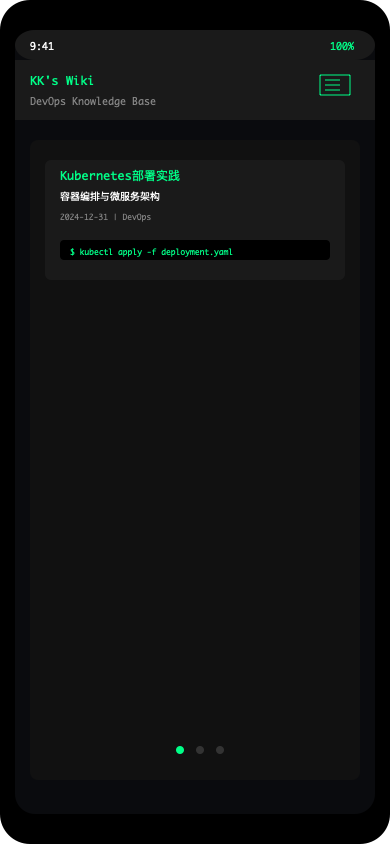 9:41
100%
KK's Wiki
DevOps Knowledge Base
Kubernetes部署实践
容器编排与微服务架构
2024-12-31 | DevOps
$ kubectl apply -f deployment.yaml